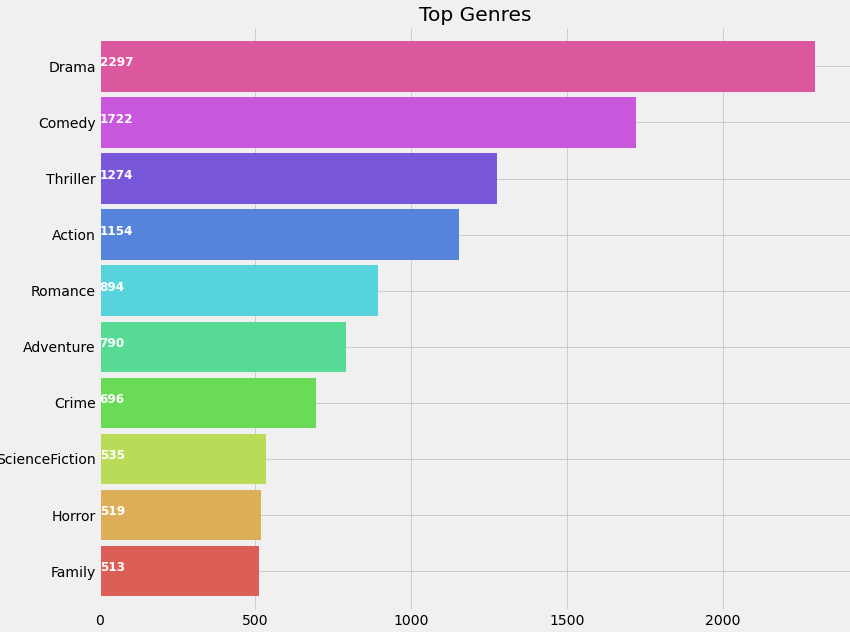 Top Genres
Drama 2297
Comedy 1722
Thriller 1274
Action 1154
Romance 894
Adventure 790
Crime 696
ScienceFiction 535
Horror 519
Family 513
0 500 1000 1500 2000